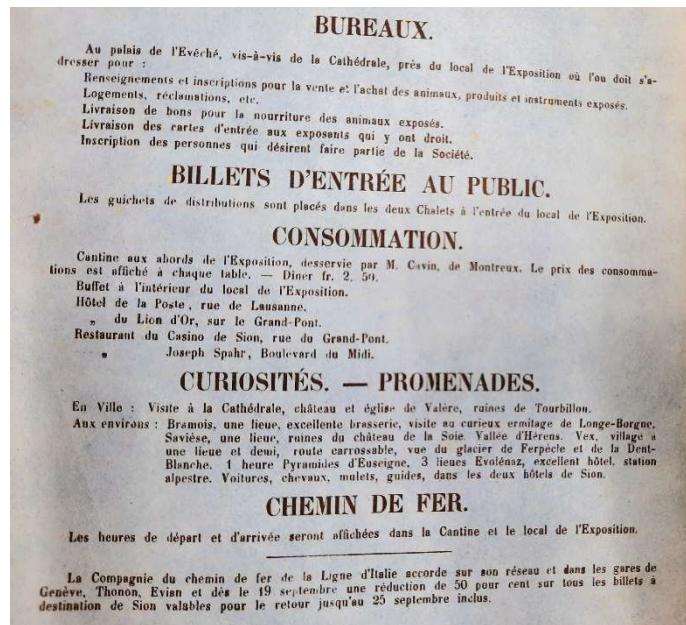 BUREAUX.
Au palais de l'Evêché, vis-à-vis de la Cathédrale, près du local de l'Exposition où l'on doit s'a-
dresser pour :
Renseignements et inscriptions pour la vente et l'achat des animaux, produits et instruments exposés.
Logements, réclamations, etc.
Livraison de bons pour la nourriture des animaux exposés.
Livraison des cartes d'entrée aux exposants qui y ont droit.
Inscription des personnes qui désirent faire partie de la Société.
BILLETS D'ENTRÉE AU PUBLIC.
Les guichets de distributions sont placés dans les deux Chalets à l'entrée du local de l'Exposition.
CONSOMMATION.
Cantine aux abords de l'Exposition, desservie par M. Cavin, de Montreux. Le prix des consomma-
tions est affiché à chaque table. — Dîner fr. 2. 50.
Buffet à l'intérieur du local de l'Exposition.
Hôtel de la Poste, rue de Lausanne.
„ du Lion d'Or, sur le Grand-Pont.
Restaurant du Casino de Sion, rue du Grand-Pont.
„ Joseph Spahr, Boulevard du Midi.
CURIOSITÉS. — PROMENADES.
En Ville : Visite à la Cathédrale, château et église de Valère, ruines de Tourbillon.
Aux environs : Bramois, une lieue, excellente brasserie, visite au curieux ermitage de Longe-Borgne.
Savièse, une lieue, ruines du château de la Soie. Vallée d'Hérens. Vex, village à
une lieue et demi, route carrossable, vue du glacier de Ferpècle et de la Dent-
Blanche. 1 heure Pyramides d'Euseigne, 3 lieues Evolénaz, excellent hôtel, station
alpestre. Voitures, chevaux, mulets, guides, dans les deux hôtels de Sion.
CHEMIN DE FER.
Les heures de départ et d'arrivée seront affichées dans la Cantine et le local de l'Exposition.
La Compagnie du chemin de fer de la Ligne d'Italie accorde sur son réseau et dans les gares de
Genève, Thonon, Evian et dès le 19 septembre une réduction de 50 pour cent sur tous les billets à
destination de Sion valables pour le retour jusqu'au 25 septembre inclus.